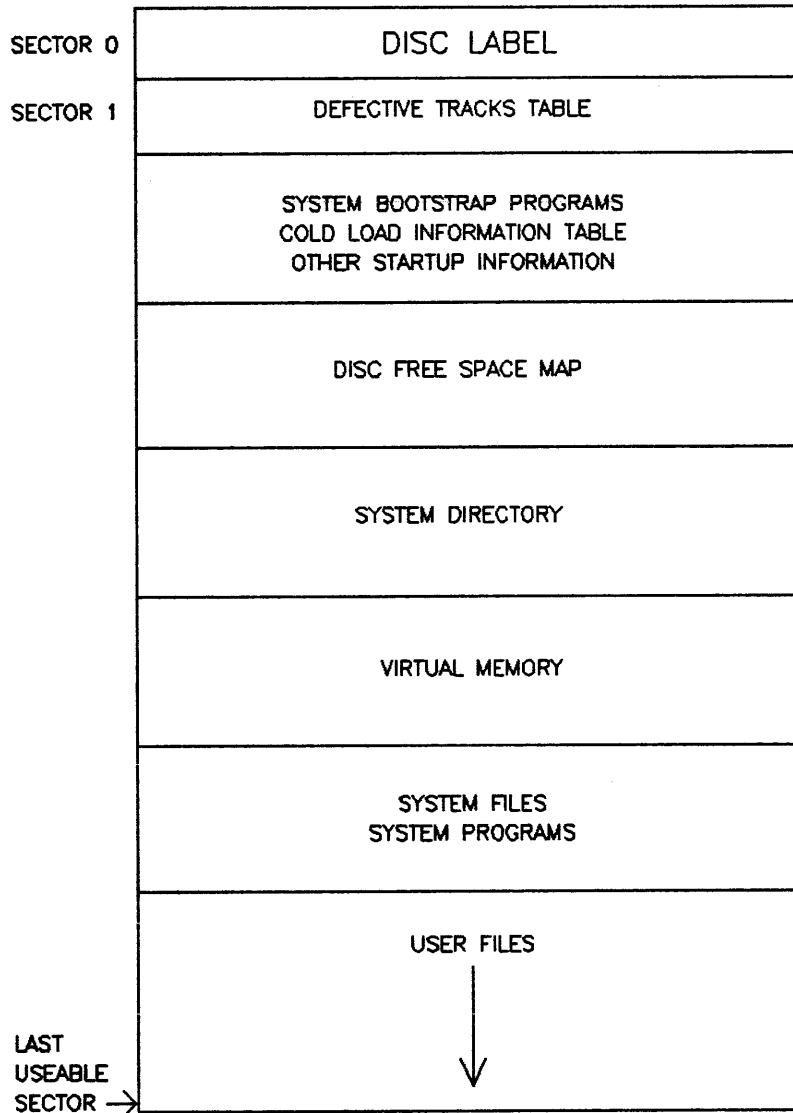 SECTOR 0
DISC LABEL
SECTOR 1
DEFECTIVE TRACKS TABLE
SYSTEM BOOTSTRAP PROGRAMS
COLD LOAD INFORMATION TABLE
OTHER STARTUP INFORMATION
DISC FREE SPACE MAP
SYSTEM DIRECTORY
VIRTUAL MEMORY
SYSTEM FILES
SYSTEM PROGRAMS
USER FILES
LAST
USEABLE
SECTOR